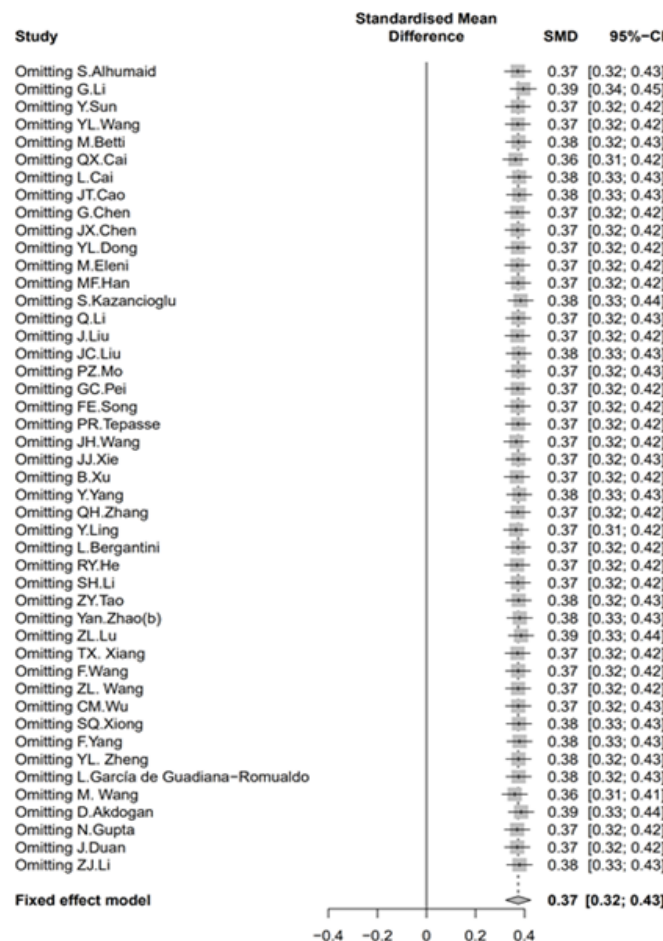 Standardised Mean
Study Difference SMD 95%−CI
Omitting S.Alhumaid 0.37 [0.32; 0.43]
Omitting G.Li 0.39 [0.34; 0.45]
Omitting Y.Sun 0.37 [0.32; 0.42]
Omitting YL.Wang 0.37 [0.32; 0.42]
Omitting M.Betti 0.38 [0.32; 0.43]
Omitting QX.Cai 0.36 [0.31; 0.42]
Omitting L.Cai 0.38 [0.33; 0.43]
Omitting JT.Cao 0.38 [0.33; 0.43]
Omitting G.Chen 0.37 [0.32; 0.42]
Omitting JX.Chen 0.37 [0.32; 0.42]
Omitting YL.Dong 0.37 [0.32; 0.42]
Omitting M.Eleni 0.37 [0.32; 0.42]
Omitting MF.Han 0.37 [0.32; 0.42]
Omitting S.Kazancioglu 0.38 [0.33; 0.44]
Omitting Q.Li 0.37 [0.32; 0.43]
Omitting J.Liu 0.37 [0.32; 0.42]
Omitting JC.Liu 0.38 [0.33; 0.43]
Omitting PZ.Mo 0.37 [0.32; 0.43]
Omitting GC.Pei 0.37 [0.32; 0.42]
Omitting FE.Song 0.37 [0.32; 0.42]
Omitting PR.Tepasse 0.37 [0.32; 0.42]
Omitting JH.Wang 0.37 [0.32; 0.42]
Omitting JJ.Xie 0.37 [0.32; 0.43]
Omitting B.Xu 0.37 [0.32; 0.42]
Omitting Y.Yang 0.38 [0.33; 0.43]
Omitting QH.Zhang 0.37 [0.32; 0.42]
Omitting Y.Ling 0.37 [0.31; 0.42]
Omitting L.Bergantini 0.37 [0.32; 0.42]
Omitting RY.He 0.37 [0.32; 0.42]
Omitting SH.Li 0.37 [0.32; 0.42]
Omitting ZY.Tao 0.38 [0.32; 0.43]
Omitting Yan.Zhao(b) 0.38 [0.33; 0.43]
Omitting ZL.Lu 0.39 [0.33; 0.44]
Omitting TX. Xiang 0.37 [0.32; 0.42]
Omitting F.Wang 0.37 [0.32; 0.42]
Omitting ZL. Wang 0.37 [0.32; 0.42]
Omitting CM.Wu 0.37 [0.32; 0.43]
Omitting SQ.Xiong 0.38 [0.33; 0.43]
Omitting F.Yang 0.38 [0.33; 0.43]
Omitting YL. Zheng 0.38 [0.32; 0.43]
Omitting L.García de Guadiana−Romualdo 0.38 [0.32; 0.43]
Omitting M. Wang 0.36 [0.31; 0.41]
Omitting D.Akdogan 0.39 [0.33; 0.44]
Omitting N.Gupta 0.37 [0.32; 0.42]
Omitting J.Duan 0.37 [0.32; 0.42]
Omitting ZJ.Li 0.38 [0.33; 0.43]
Fixed effect model 0.37 [0.32; 0.43]
−0.4 −0.2 0 0.2 0.4